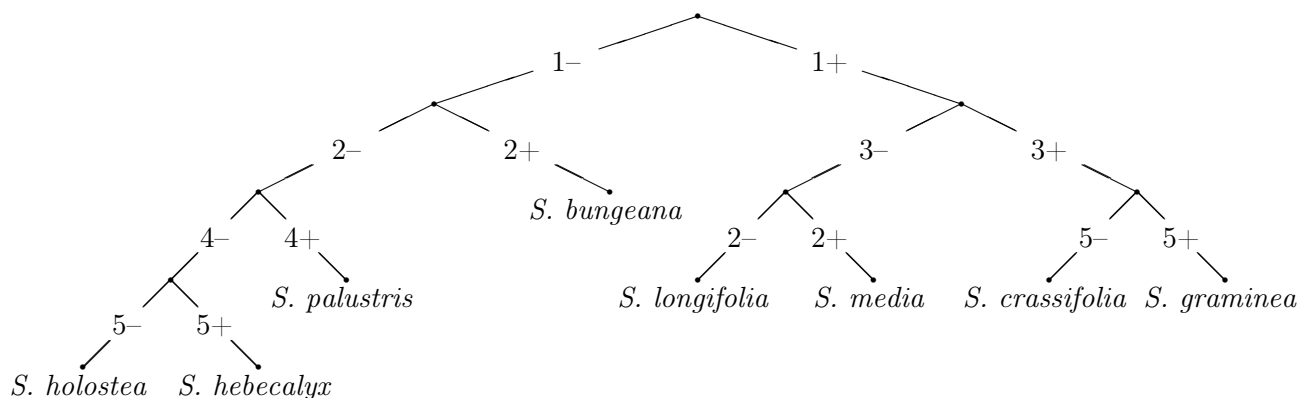 1– 1+
2– 2+ 3– 3+
S. bungeana
4– 4+ 2– 2+ 5– 5+
S. palustris S. longifolia S. media S. crassifolia S. graminea
5– 5+
S. holostea S. hebecalyx